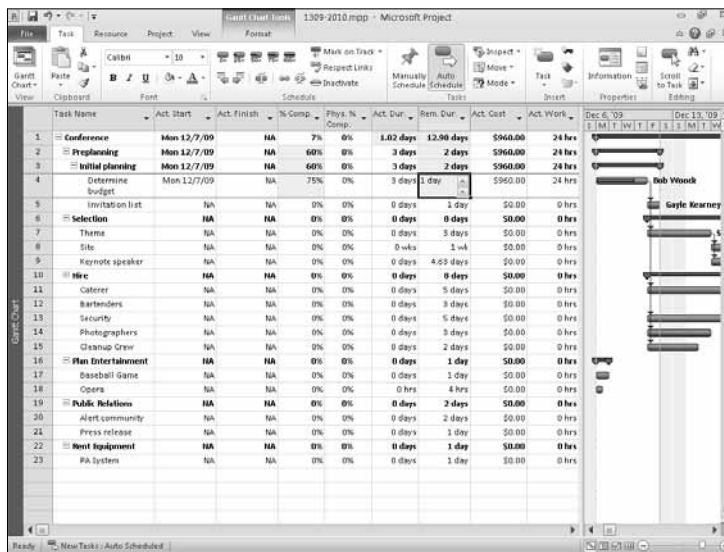 Gantt Chart Tools 1309-2010.mpp - Microsoft Project
File Task Resource Project View Format
Gantt Chart
Paste
Calibri 10
B I U
Mark on Track
Respect Links
Inactivate
Manually Schedule
Auto Schedule
Inspect
Move
Mode
Task
Information
Scroll to Task
View Clipboard Font Schedule Tasks Insert Properties Editing
Task Name Act. Start Act. Finish % Comp. Phys. % Comp. Act. Dur. Rem. Dur. Act. Cost Act. Work Dec 6, '09 Dec 13, '09
S M T W T F S S M T
1 Conference Mon 12/7/09 NA 7% 0% 1.02 days 12.98 days $960.00 24 hrs
2 Preplanning Mon 12/7/09 NA 60% 0% 3 days 2 days $960.00 24 hrs
3 Initial planning Mon 12/7/09 NA 60% 0% 3 days 2 days $960.00 24 hrs
4 Determine budget Mon 12/7/09 NA 75% 0% 3 days 1 day $960.00 24 hrs Bob Woock
5 Invitation list NA NA 0% 0% 0 days 1 day $0.00 0 hrs Gayle Kearney
6 Selection NA NA 0% 0% 0 days 8 days $0.00 0 hrs
7 Theme NA NA 0% 0% 0 days 3 days $0.00 0 hrs
8 Site NA NA 0% 0% 0 wks 1 wk $0.00 0 hrs
9 Keynote speaker NA NA 0% 0% 0 days 4.63 days $0.00 0 hrs
10 Hire NA NA 0% 0% 0 days 8 days $0.00 0 hrs
11 Caterer NA NA 0% 0% 0 days 5 days $0.00 0 hrs
12 Bartenders NA NA 0% 0% 0 days 3 days $0.00 0 hrs
13 Security NA NA 0% 0% 0 days 5 days $0.00 0 hrs
14 Photographers NA NA 0% 0% 0 days 3 days $0.00 0 hrs
15 Cleanup Crew NA NA 0% 0% 0 days 2 days $0.00 0 hrs
16 Plan Entertainment NA NA 0% 0% 0 days 1 day $0.00 0 hrs
17 Baseball Game NA NA 0% 0% 0 days 1 day $0.00 0 hrs
18 Opera NA NA 0% 0% 0 hrs 4 hrs $0.00 0 hrs
19 Public Relations NA NA 0% 0% 0 days 2 days $0.00 0 hrs
20 Alert community NA NA 0% 0% 0 days 2 days $0.00 0 hrs
21 Press release NA NA 0% 0% 0 days 1 day $0.00 0 hrs
22 Rent Equipment NA NA 0% 0% 0 days 1 day $0.00 0 hrs
23 PA System NA NA 0% 0% 0 days 1 day $0.00 0 hrs
Gantt Chart
Ready New Tasks : Auto Scheduled